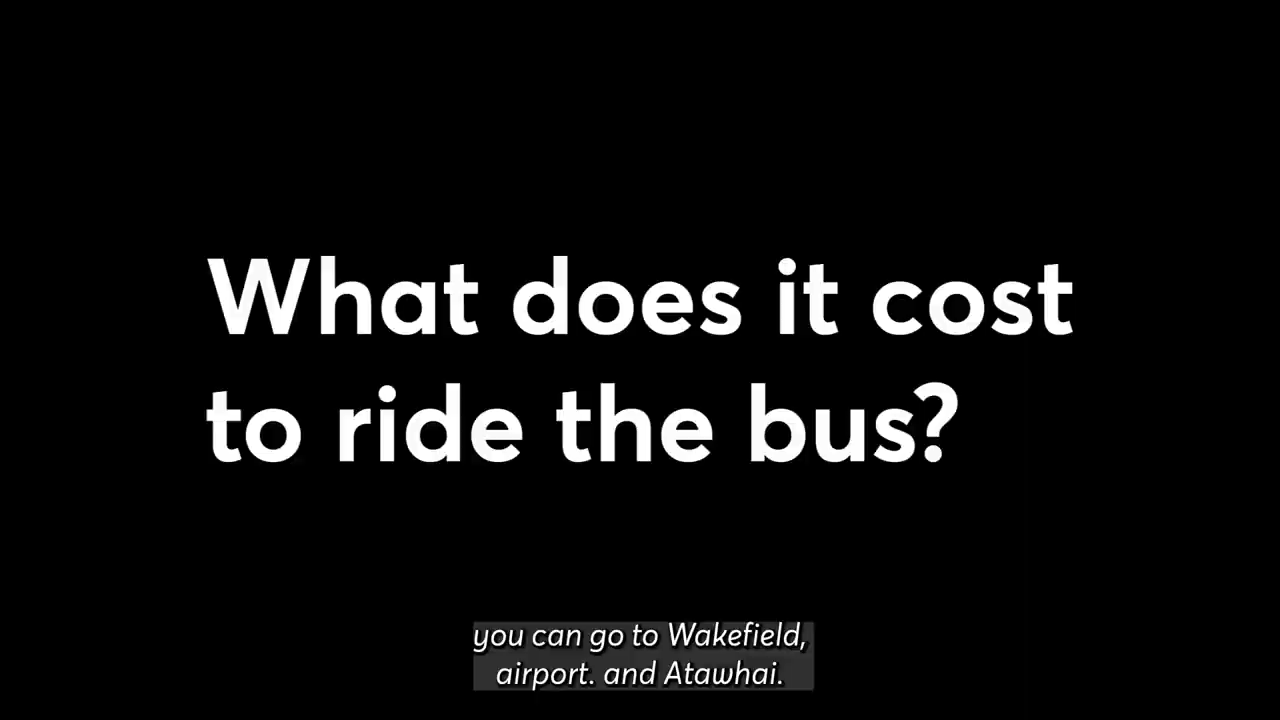 What does it cost
to ride the bus?
you can go to Wakefield,
airport. and Atawhai.